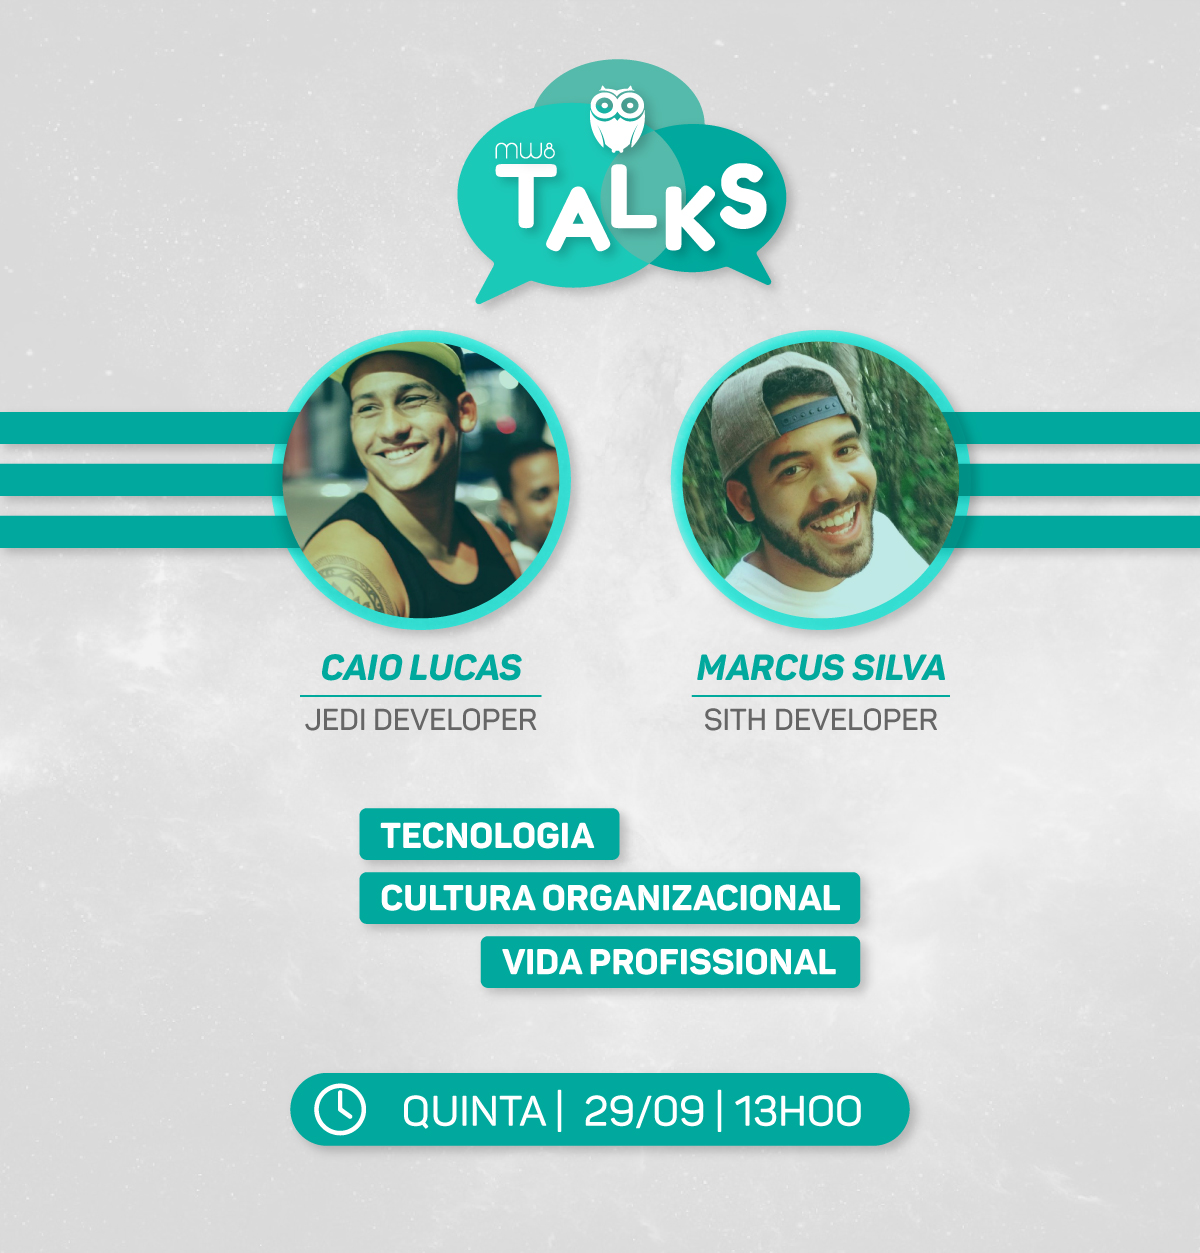 MW8
TALKS
CAIO LUCAS
JEDI DEVELOPER
MARCUS SILVA
SITH DEVELOPER
TECNOLOGIA
CULTURA ORGANIZACIONAL
VIDA PROFISSIONAL
QUINTA | 29/09 | 13H00